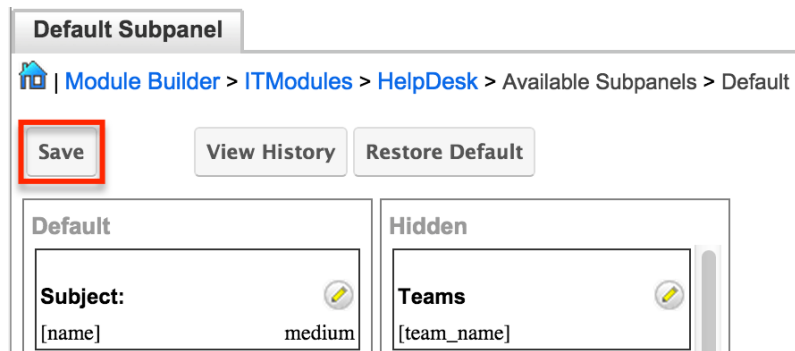 Default Subpanel
| Module Builder > ITModules > HelpDesk > Available Subpanels > Default
Save View History Restore Default
Default Hidden
Subject: Teams
[name] medium [team_name]